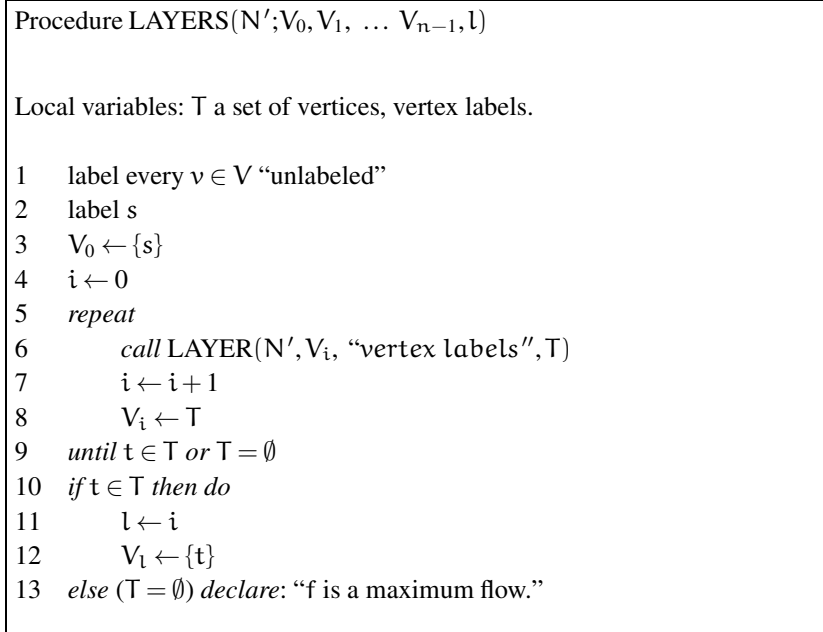 Procedure LAYERS(N′;V₀,V₁, … Vₙ₋₁,l)
Local variables: T a set of vertices, vertex labels.
1 label every v ∈ V “unlabeled”
2 label s
3 V₀ ← {s}
4 i ← 0
5 repeat
6 call LAYER(N′,Vᵢ, “vertex labels″,T)
7 i ← i + 1
8 Vᵢ ← T
9 until t ∈ T or T = ∅
10 if t ∈ T then do
11 l ← i
12 Vₗ ← {t}
13 else (T = ∅) declare: “f is a maximum flow.”